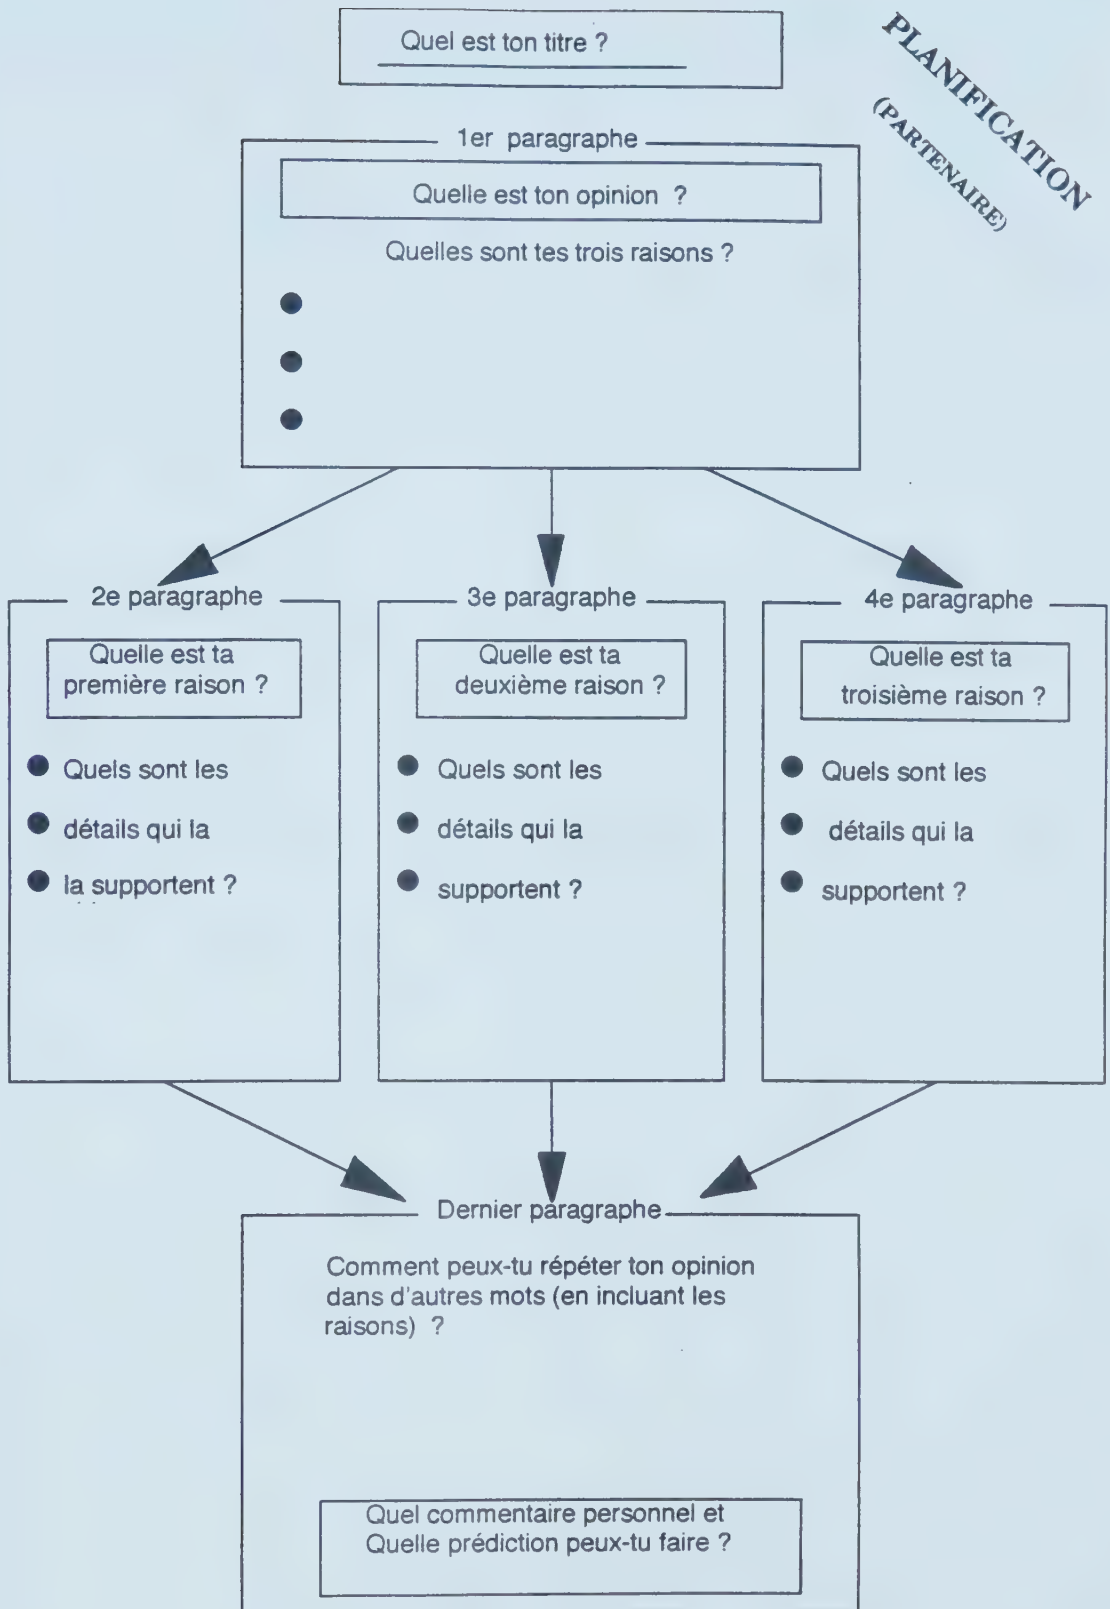 Quel est ton titre ?
PLANIFICATION
(PARTENAIRE)
1er paragraphe
Quelle est ton opinion ?
Quelles sont tes trois raisons ?
2e paragraphe
Quelle est ta
première raison ?
● Quels sont les
● détails qui la
● la supportent ?
3e paragraphe
Quelle est ta
deuxième raison ?
● Quels sont les
● détails qui la
● supportent ?
4e paragraphe
Quelle est ta
troisième raison ?
● Quels sont les
● détails qui la
● supportent ?
Dernier paragraphe
Comment peux-tu répéter ton opinion
dans d'autres mots (en incluant les
raisons) ?
Quel commentaire personnel et
Quelle prédiction peux-tu faire ?